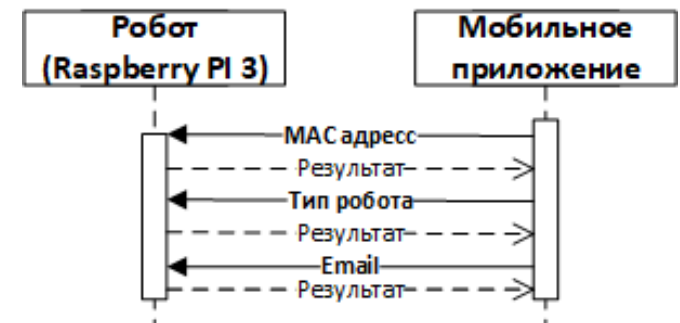 Робот
(Raspberry PI 3)
Мобильное
приложение
MAC адресс
Результат
Тип робота
Результат
Email
Результат